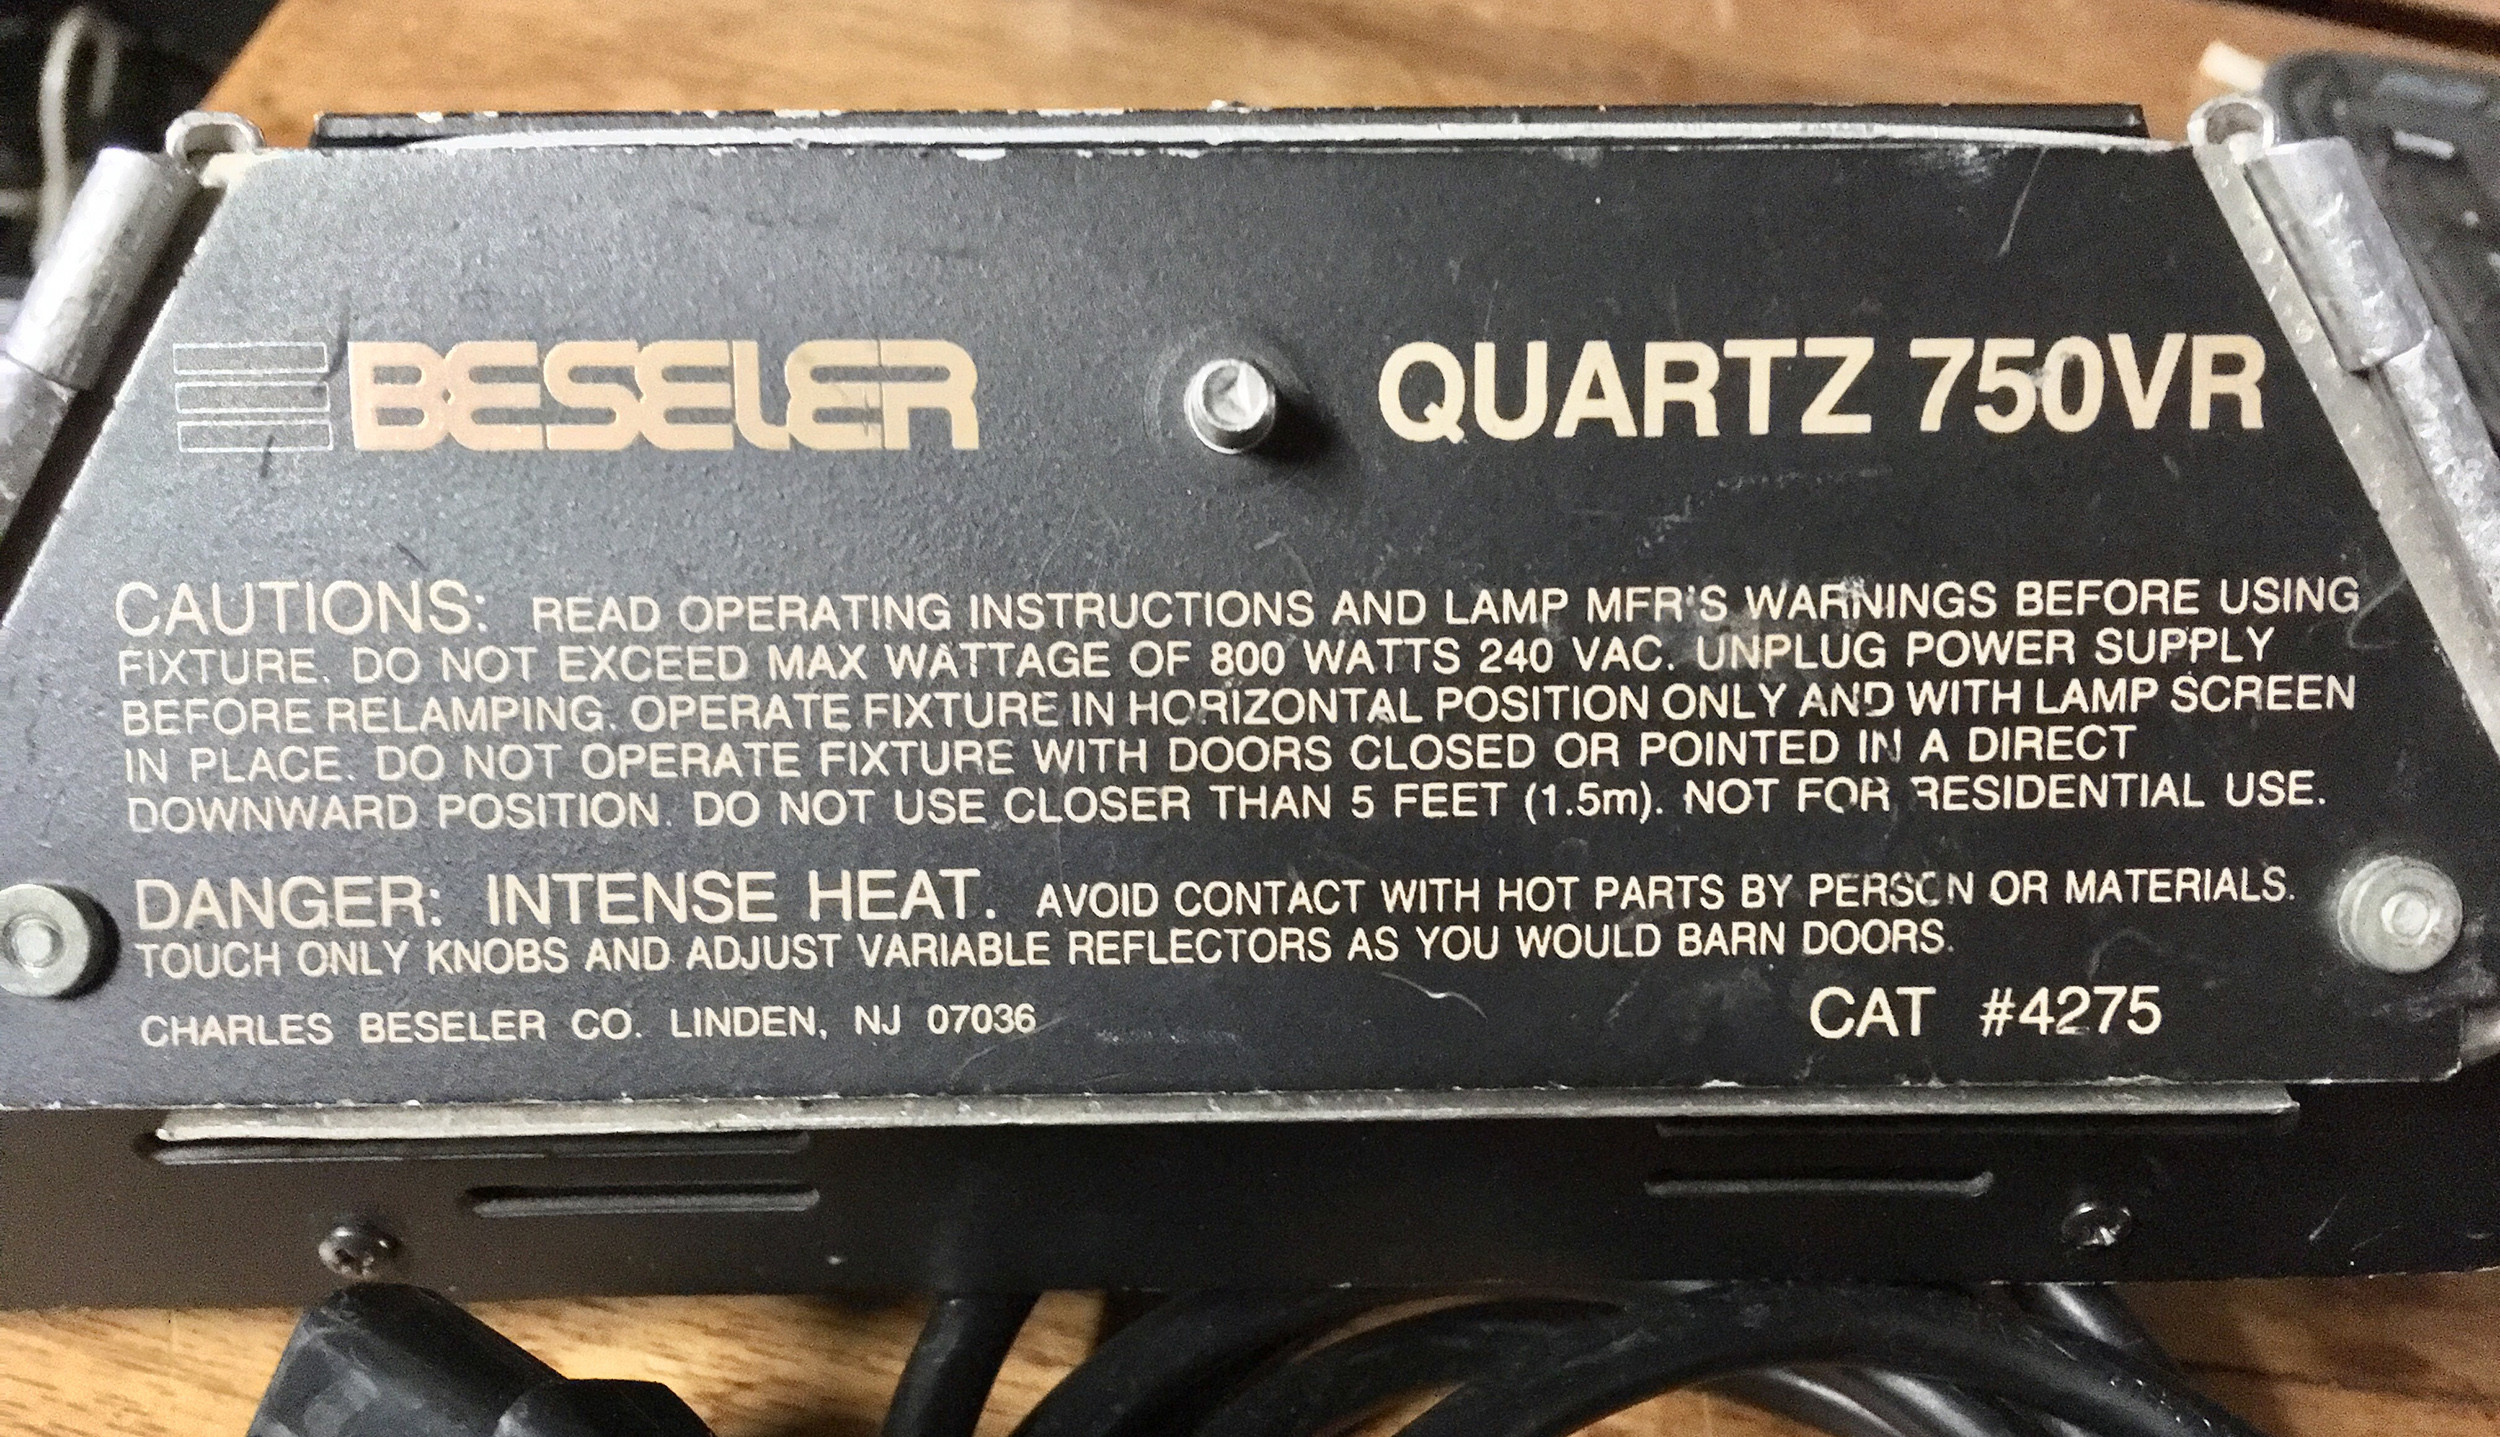 BESELER QUARTZ 750VR
CAUTIONS: READ OPERATING INSTRUCTIONS AND LAMP MFR'S WARNINGS BEFORE USING
FIXTURE. DO NOT EXCEED MAX WATTAGE OF 800 WATTS 240 VAC. UNPLUG POWER SUPPLY
BEFORE RELAMPING. OPERATE FIXTURE IN HORIZONTAL POSITION ONLY AND WITH LAMP SCREEN
IN PLACE. DO NOT OPERATE FIXTURE WITH DOORS CLOSED OR POINTED IN A DIRECT
DOWNWARD POSITION. DO NOT USE CLOSER THAN 5 FEET (1.5m). NOT FOR RESIDENTIAL USE.
DANGER: INTENSE HEAT. AVOID CONTACT WITH HOT PARTS BY PERSON OR MATERIALS.
TOUCH ONLY KNOBS AND ADJUST VARIABLE REFLECTORS AS YOU WOULD BARN DOORS.
CHARLES BESELER CO. LINDEN, NJ 07036 CAT #4275